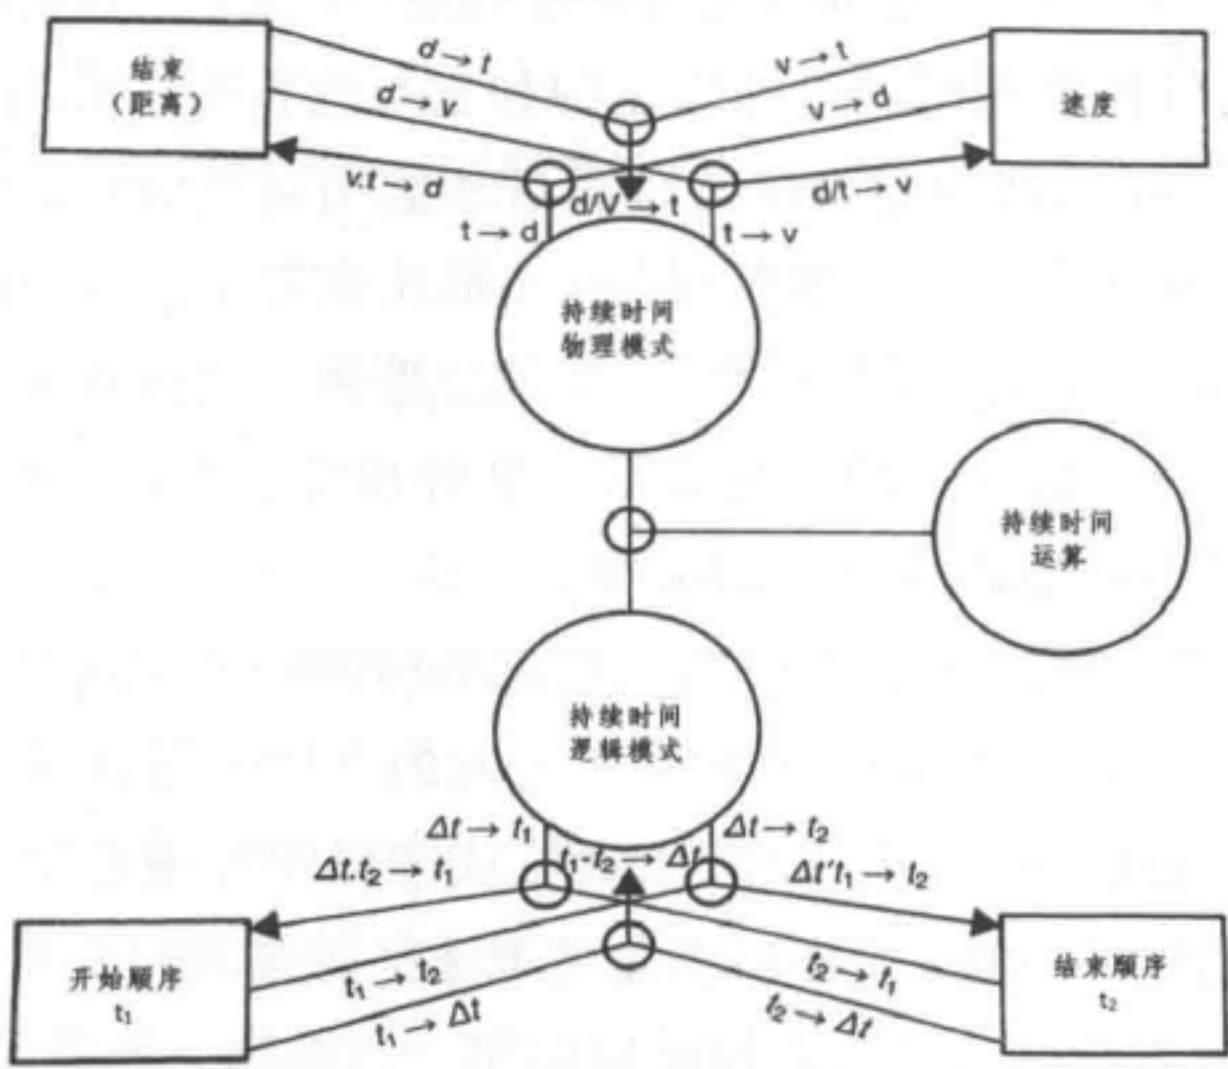 结束
（距离）
速度
d → t
v → t
d → v
v → d
v.t → d
d/t → v
d/V → t
t → d
t → v
持续时间
物理模式
持续时间
运算
持续时间
逻辑模式
Δt → t₁
Δt → t₂
t₁-t₂ → Δt
Δt.t₂ → t₁
Δt't₁ → t₂
开始顺序
t₁
结束顺序
t₂
t₁ → t₂
t₂ → t₁
t₁ → Δt
t₂ → Δt